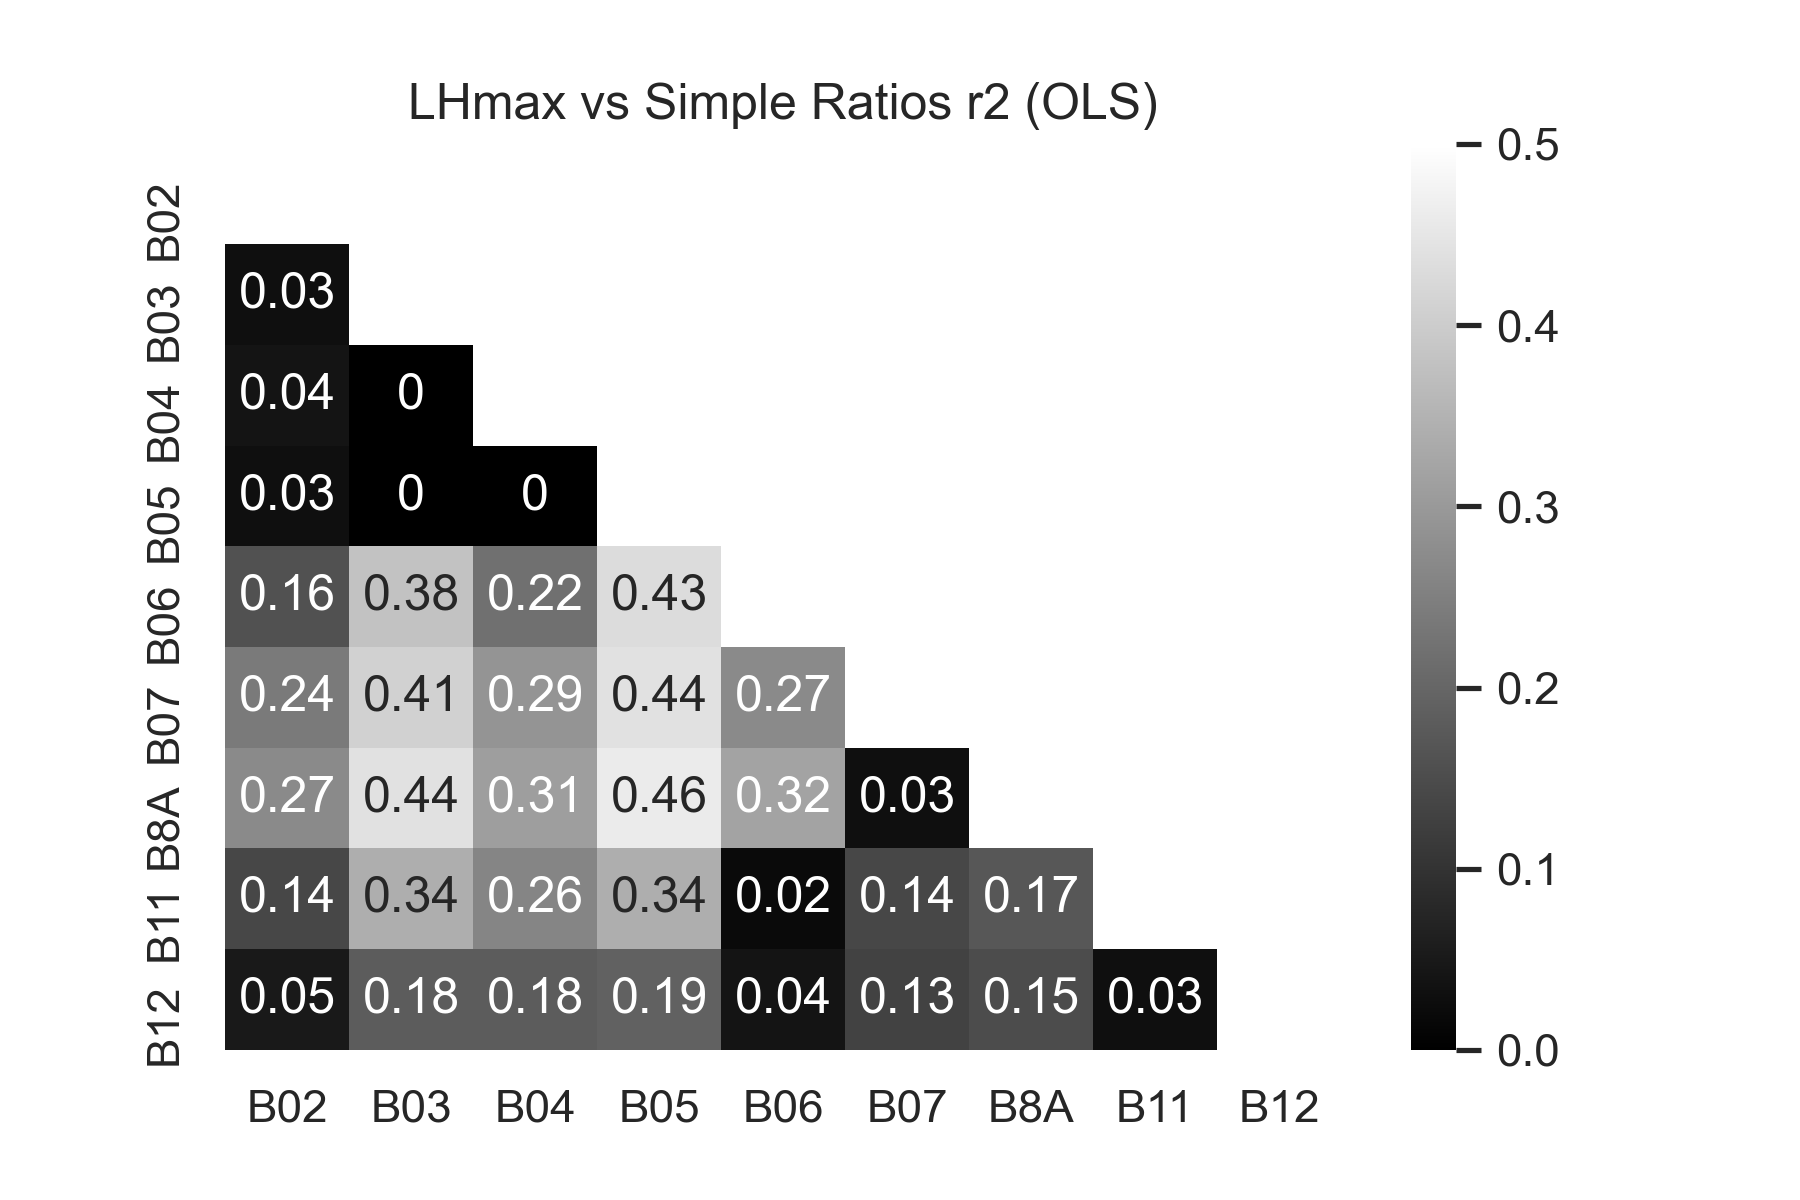 LHmax vs Simple Ratios r2 (OLS)
0.5
B02
0.03
B03
0.4
0.04 0
B04
0.03 0 0
B05
0.3
0.16 0.38 0.22 0.43
B06
0.24 0.41 0.29 0.44 0.27
B07
0.2
0.27 0.44 0.31 0.46 0.32 0.03
B8A
0.1
0.14 0.34 0.26 0.34 0.02 0.14 0.17
B11
0.05 0.18 0.18 0.19 0.04 0.13 0.15 0.03
B12
0.0
B02 B03 B04 B05 B06 B07 B8A B11 B12